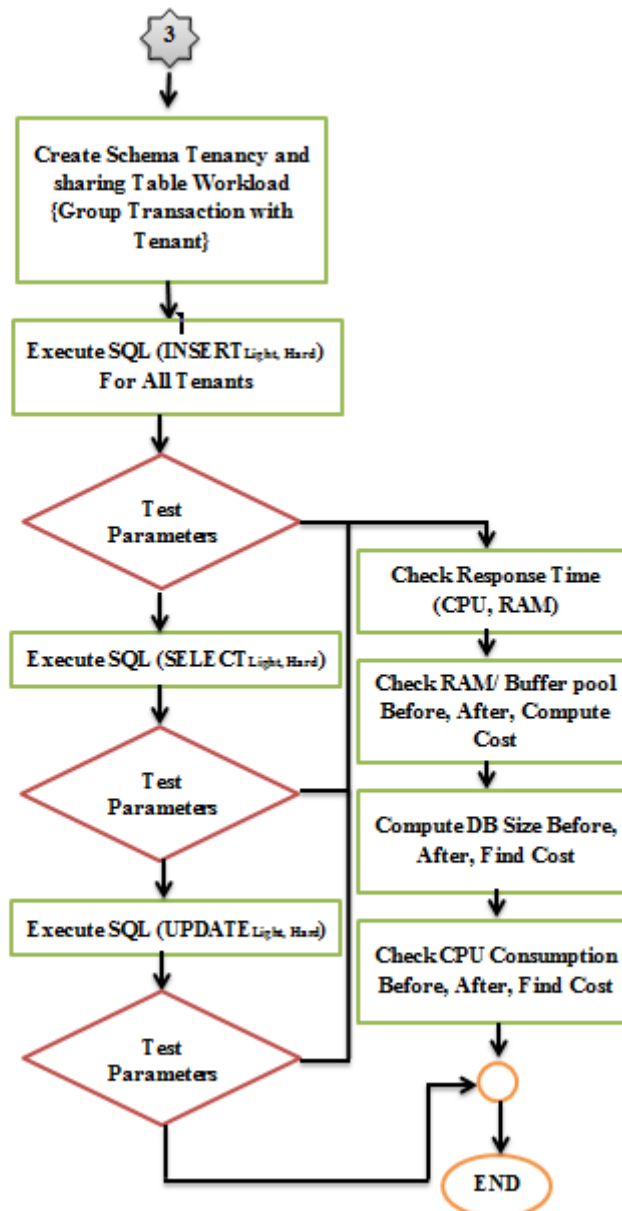 3
Create Schema Tenancy and
sharing Table Workload
{Group Transaction with
Tenant}
Execute SQL (INSERT Light, Hard)
For All Tenants
Test
Parameters
Execute SQL (SELECT Light, Hard)
Test
Parameters
Execute SQL (UPDATE Light, Hard)
Test
Parameters
Check Response Time
(CPU, RAM)
Check RAM/ Buffer pool
Before, After, Compute
Cost
Compute DB Size Before,
After, Find Cost
Check CPU Consumption
Before, After, Find Cost
END